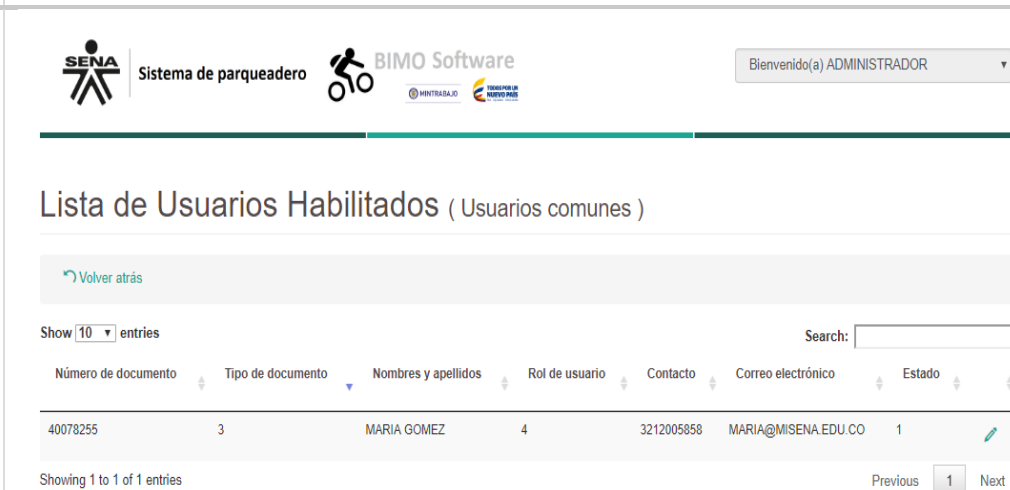 SENA
Sistema de parqueadero
BIMO Software
MINTRABAJO
TODOS POR UN
NUEVO PAÍS
Bienvenido(a) ADMINISTRADOR
Lista de Usuarios Habilitados ( Usuarios comunes )
Volver atrás
Show 10 entries
Search:
Número de documento Tipo de documento Nombres y apellidos Rol de usuario Contacto Correo electrónico Estado
40078255 3 MARIA GOMEZ 4 3212005858 MARIA@MISENA.EDU.CO 1
Showing 1 to 1 of 1 entries
Previous 1 Next